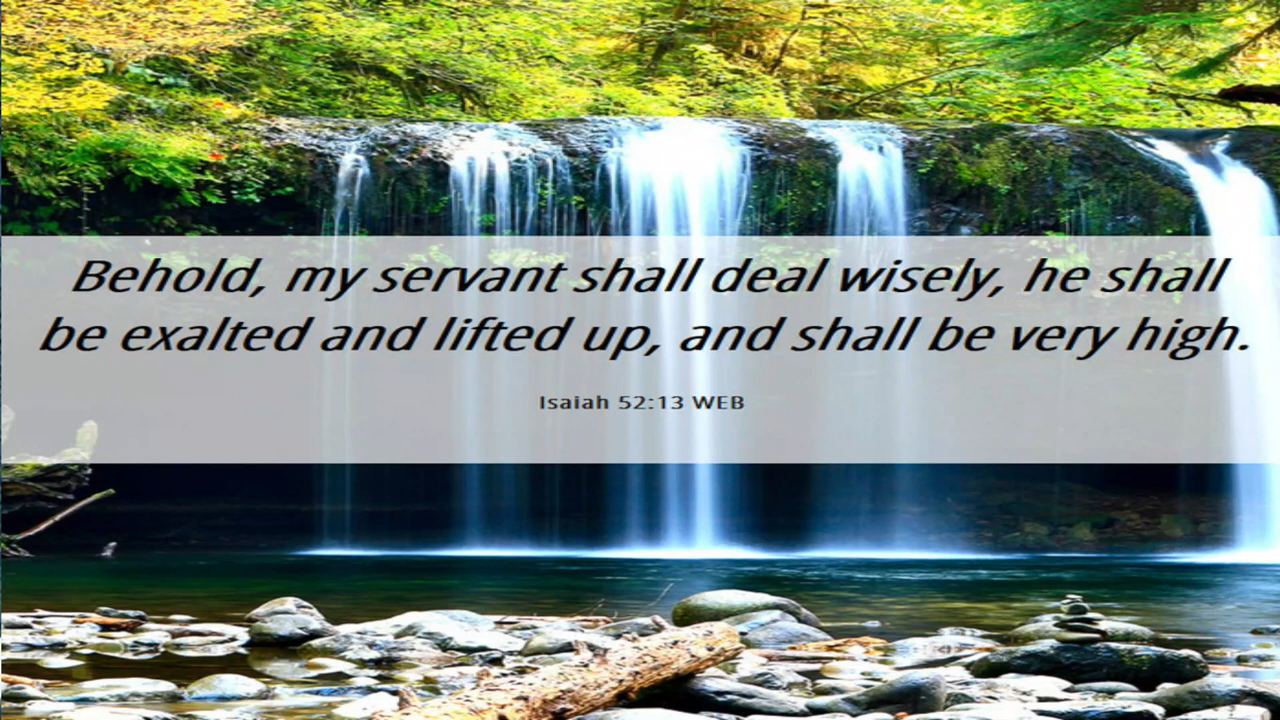 Behold, my servant shall deal wisely, he shall
be exalted and lifted up, and shall be very high.
Isaiah 52:13 WEB